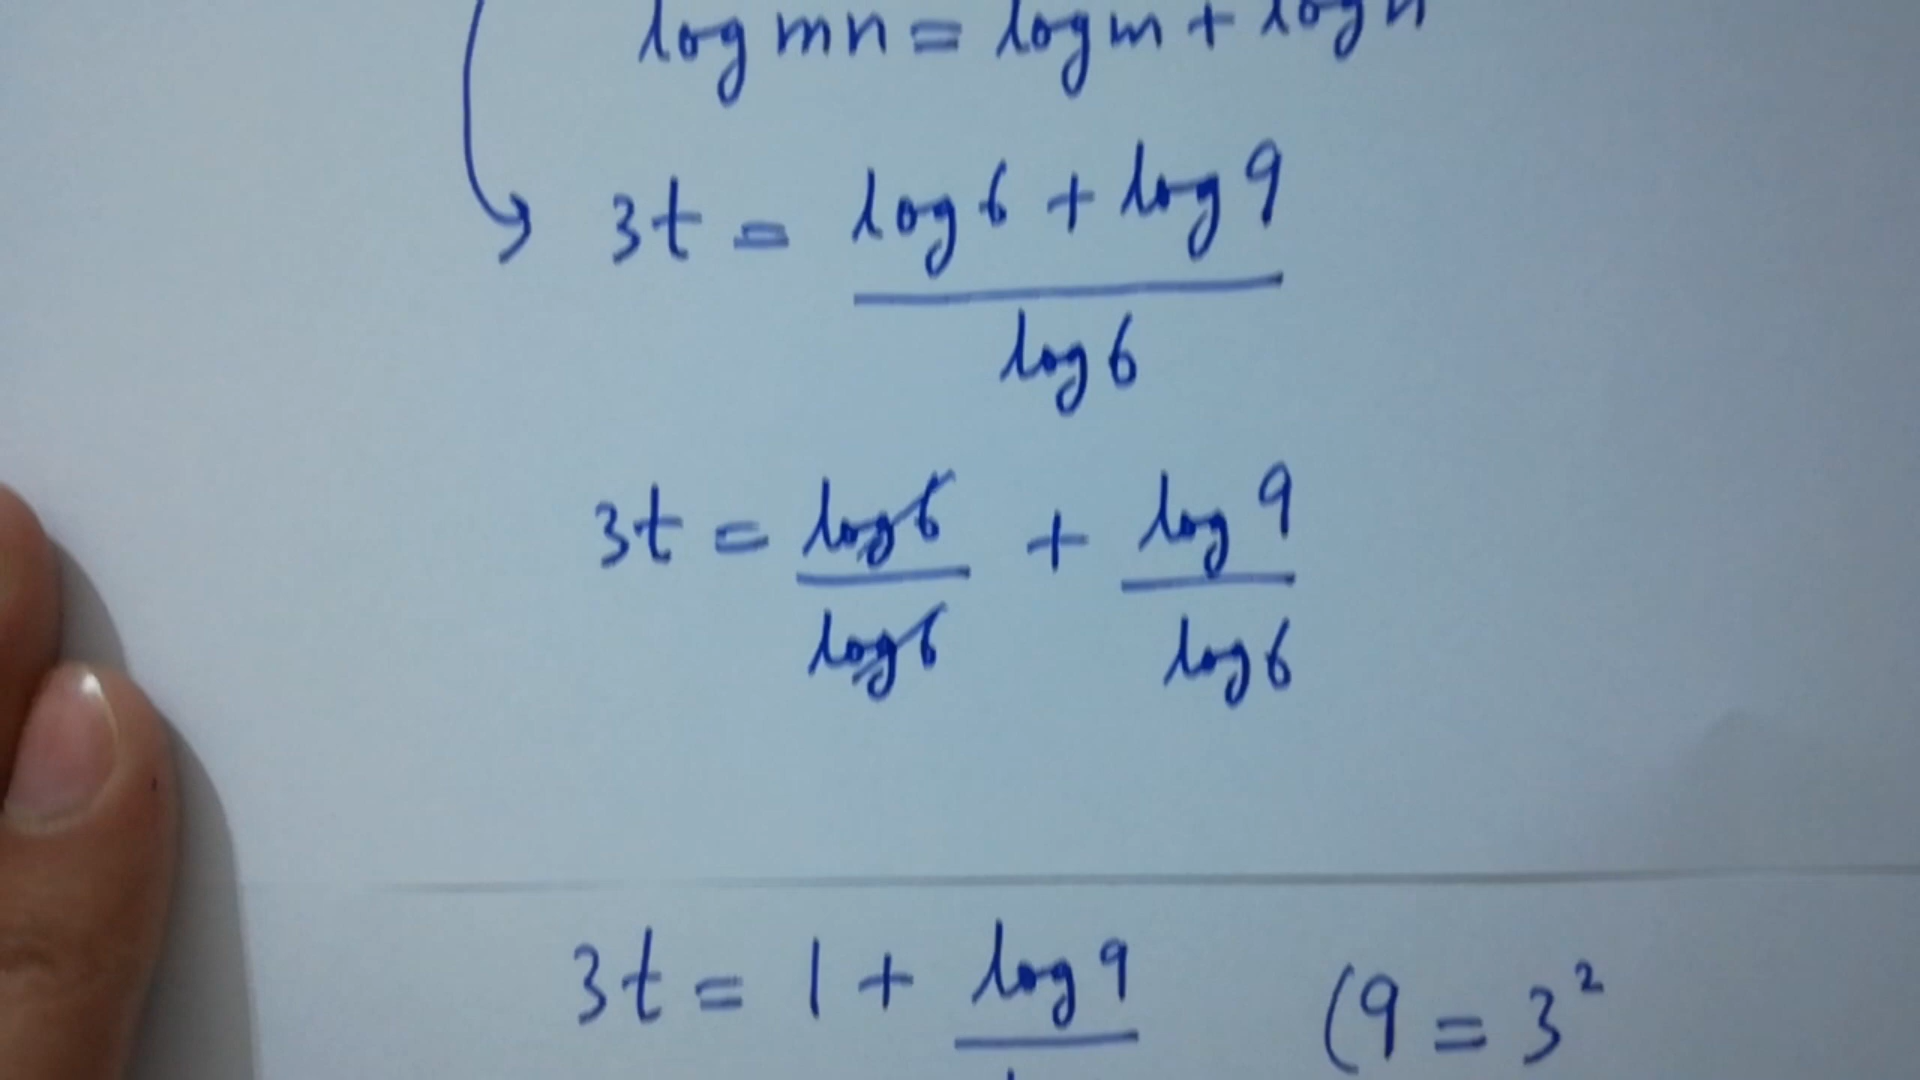 log mn = log m + log n
3t = (log 6 + log 9) / log 6
3t = log 6 / log 6 + log 9 / log 6
3t = 1 + log 9 / (9 = 3²